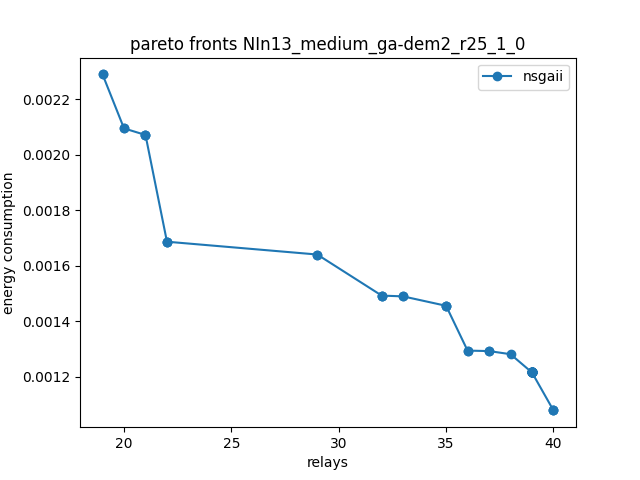 pareto fronts NIn13_medium_ga-dem2_r25_1_0
nsgaii
energy consumption
0.0022
0.0020
0.0018
0.0016
0.0014
0.0012
20
25
30
35
40
relays